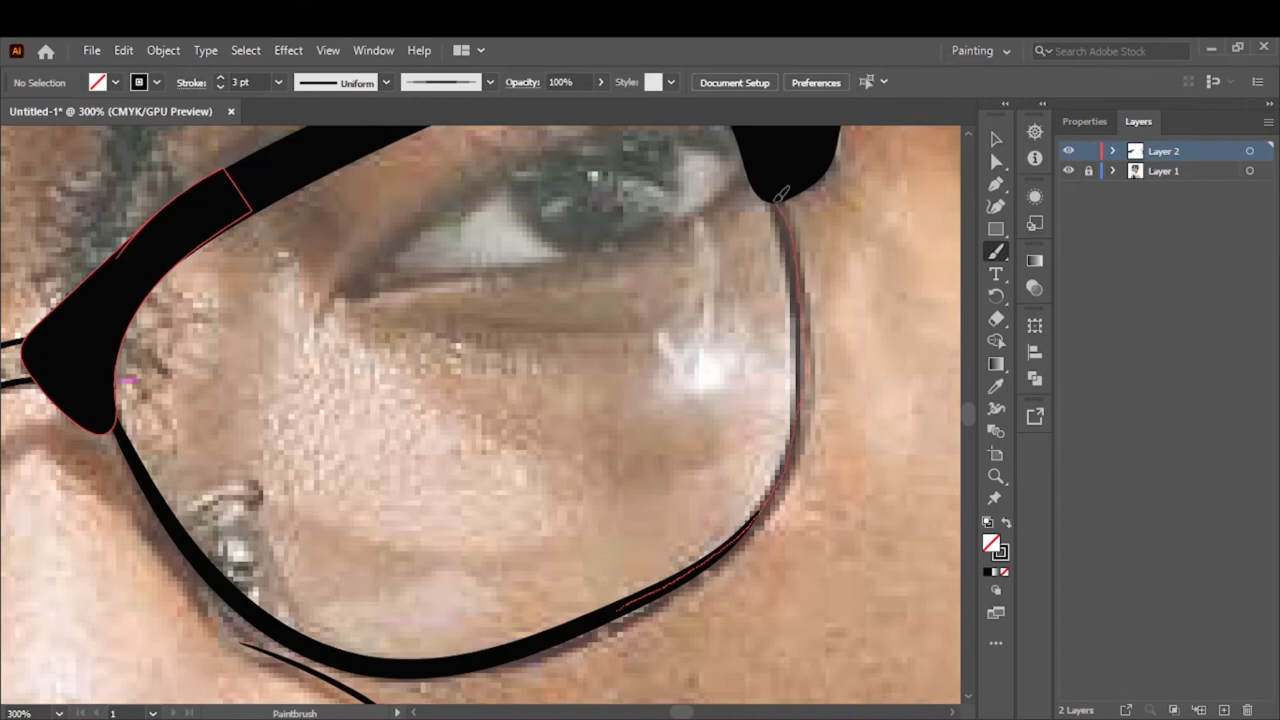 Ai File Edit Object Type Select Effect View Window Help Painting Search Adobe Stock
No Selection Stroke: 3 pt Uniform Opacity: 100% Style: Document Setup Preferences
Untitled-1* @ 300% (CMYK/GPU Preview)
Properties Layers
Layer 2
Layer 1
300% 1 Paintbrush 2 Layers